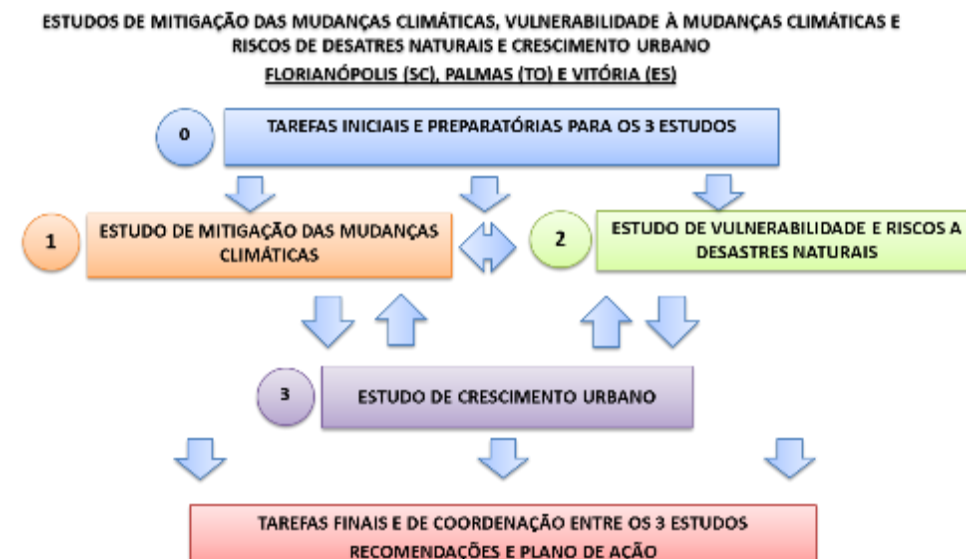 ESTUDOS DE MITIGAÇÃO DAS MUDANÇAS CLIMÁTICAS, VULNERABILIDADE À MUDANÇAS CLIMÁTICAS E
RISCOS DE DESATRES NATURAIS E CRESCIMENTO URBANO
FLORIANÓPOLIS (SC), PALMAS (TO) E VITÓRIA (ES)
0
TAREFAS INICIAIS E PREPARATÓRIAS PARA OS 3 ESTUDOS
1
ESTUDO DE MITIGAÇÃO DAS MUDANÇAS
CLIMÁTICAS
2
ESTUDO DE VULNERABILIDADE E RISCOS A
DESASTRES NATURAIS
3
ESTUDO DE CRESCIMENTO URBANO
TAREFAS FINAIS E DE COORDENAÇÃO ENTRE OS 3 ESTUDOS
RECOMENDAÇÕES E PLANO DE AÇÃO